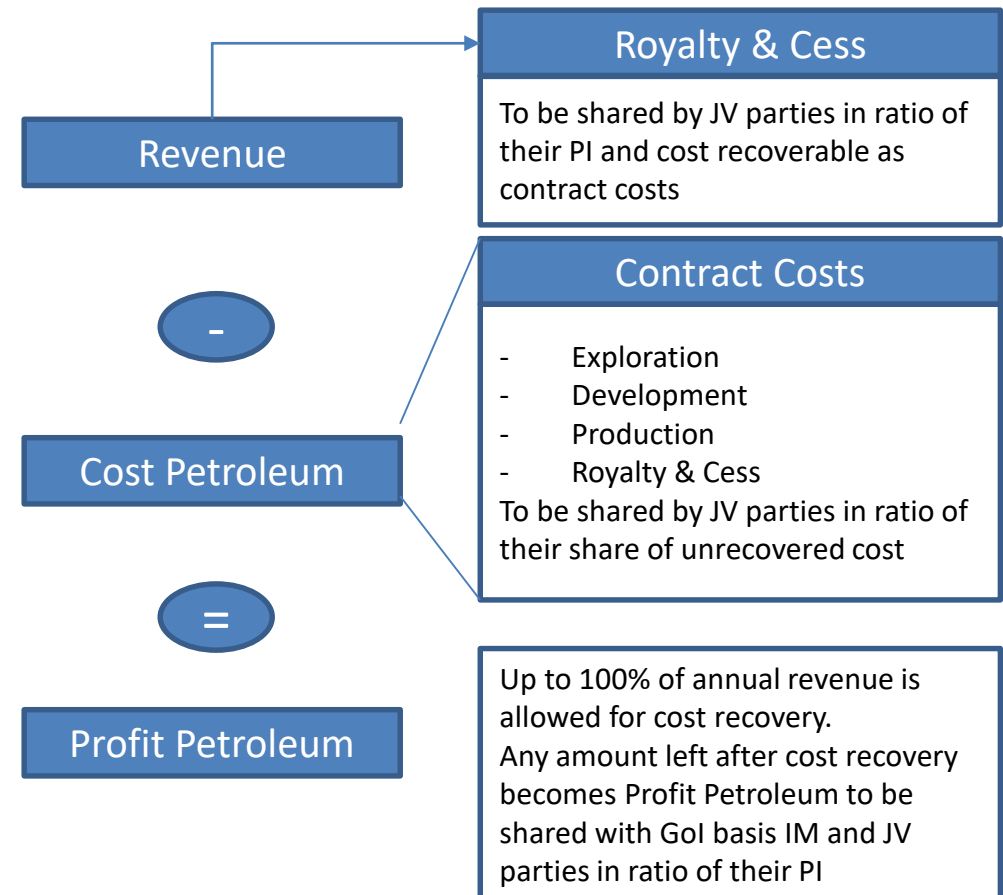 Revenue
-
Cost Petroleum
=
Profit Petroleum
Royalty & Cess
To be shared by JV parties in ratio of
their PI and cost recoverable as
contract costs
Contract Costs
- Exploration
- Development
- Production
- Royalty & Cess
To be shared by JV parties in ratio of
their share of unrecovered cost
Up to 100% of annual revenue is
allowed for cost recovery.
Any amount left after cost recovery
becomes Profit Petroleum to be
shared with GoI basis IM and JV
parties in ratio of their PI